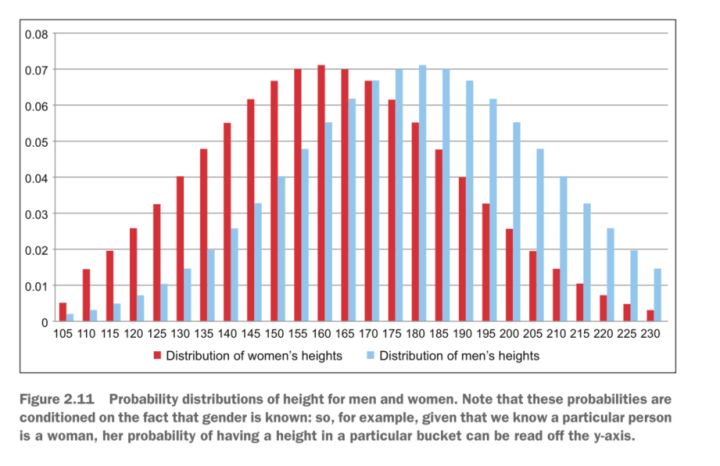 0.08
0.07
0.06
0.05
0.04
0.03
0.02
0.01
0
105 110 115 120 125 130 135 140 145 150 155 160 165 170 175 180 185 190 195 200 205 210 215 220 225 230
Distribution of women's heights Distribution of men's heights
Figure 2.11 Probability distributions of height for men and women. Note that these probabilities are
conditioned on the fact that gender is known: so, for example, given that we know a particular person
is a woman, her probability of having a height in a particular bucket can be read off the y-axis.